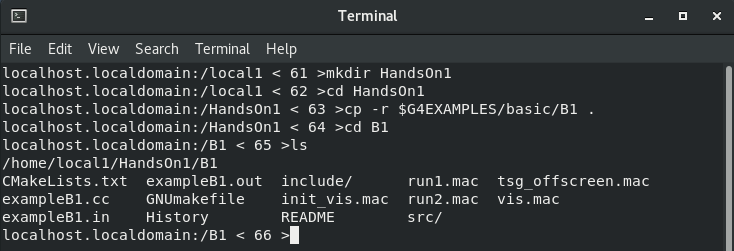 Terminal
File Edit View Search Terminal Help
localhost.localdomain:/local1 < 61 >mkdir HandsOn1
localhost.localdomain:/local1 < 62 >cd HandsOn1
localhost.localdomain:/HandsOn1 < 63 >cp -r $G4EXAMPLES/basic/B1 .
localhost.localdomain:/HandsOn1 < 64 >cd B1
localhost.localdomain:/B1 < 65 >ls
/home/local1/HandsOn1/B1
CMakeLists.txt  exampleB1.out  include/      run1.mac  tsg_offscreen.mac
exampleB1.cc    GNUmakefile    init_vis.mac  run2.mac  vis.mac
exampleB1.in    History        README        src/
localhost.localdomain:/B1 < 66 >